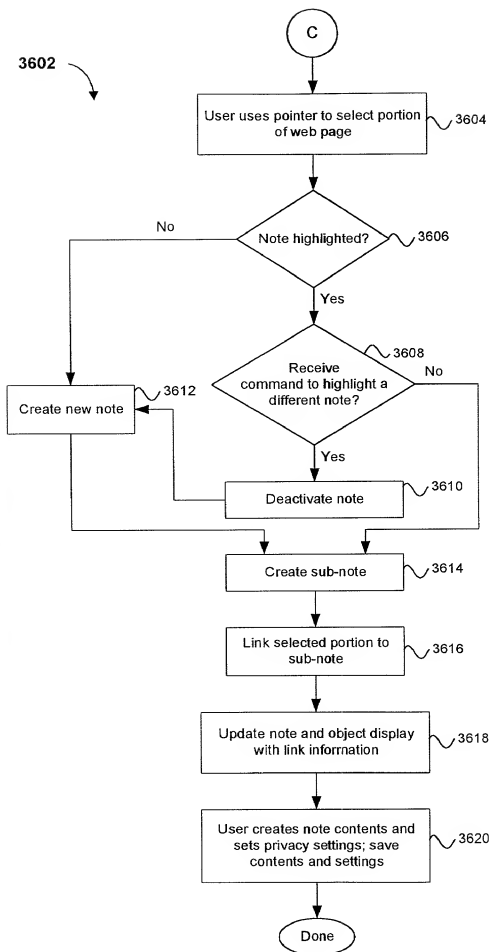 C
3602
User uses pointer to select portion
of web page
3604
No
Note highlighted?
3606
Yes
3608
Receive
command to highlight a
different note?
No
3612
Create new note
Yes
Deactivate note
3610
Create sub-note
3614
Link selected portion to
sub-note
3616
Update note and object display
with link information
3618
User creates note contents and
sets privacy settings; save
contents and settings
3620
Done